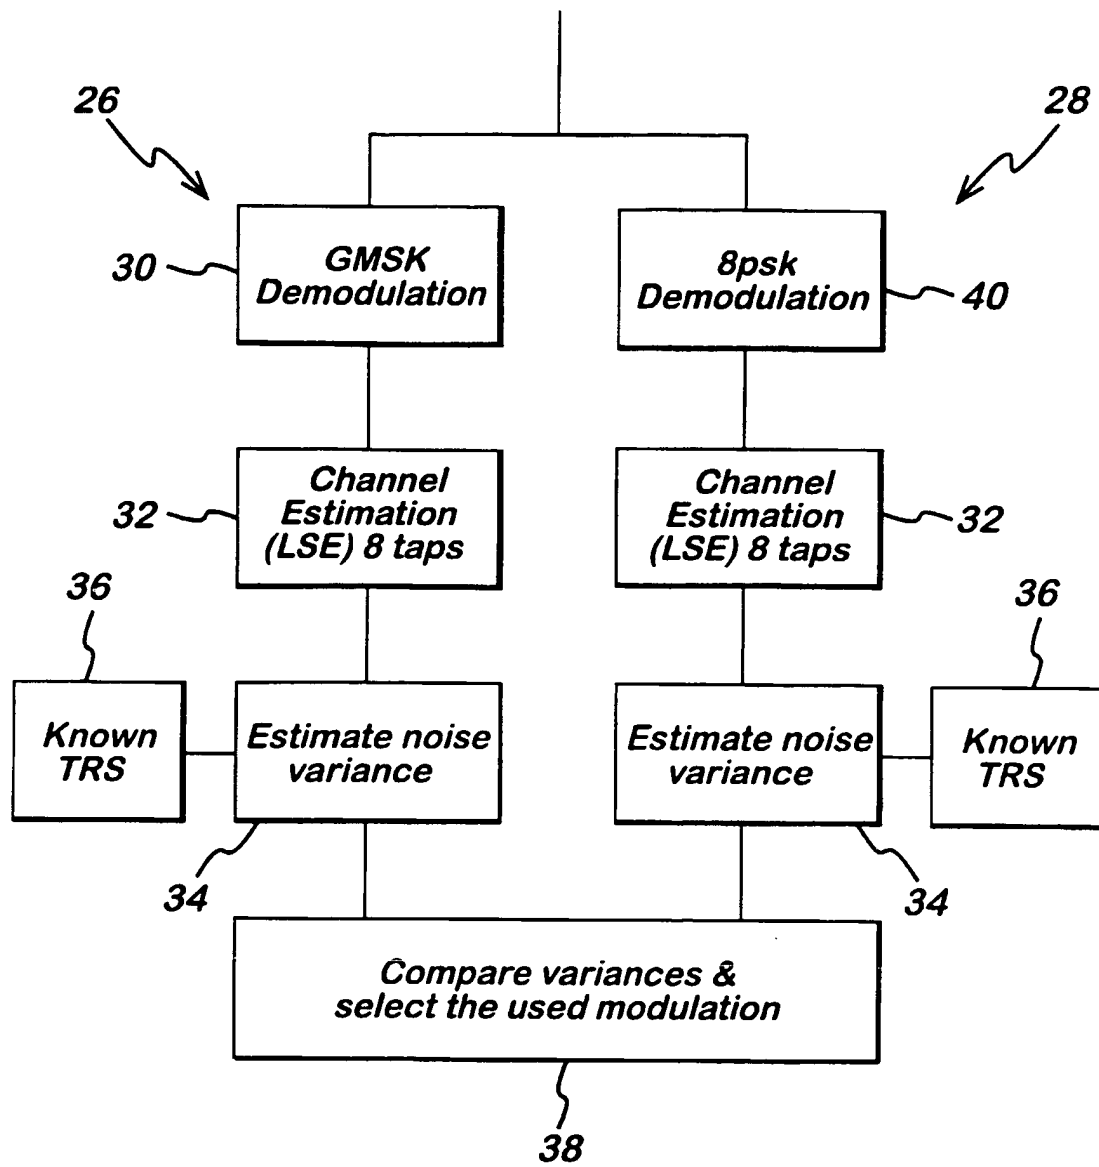 26
28
30
GMSK
Demodulation
8psk
Demodulation
40
32
Channel
Estimation
(LSE) 8 taps
Channel
Estimation
(LSE) 8 taps
32
36
36
Known
TRS
Estimate noise
variance
Estimate noise
variance
Known
TRS
34
34
Compare variances &
select the used modulation
38